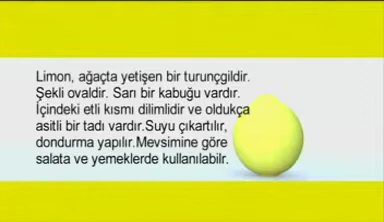 Limon, ağaçta yetişen bir turunçgildir.
Şekli ovaldir. Sarı bir kabuğu vardır.
İçindeki etli kısmı dilimlidir ve oldukça
asitli bir tadı vardır.Suyu çıkartılır,
dondurma yapılır.Mevsimine göre
salata ve yemeklerde kullanılabilr.